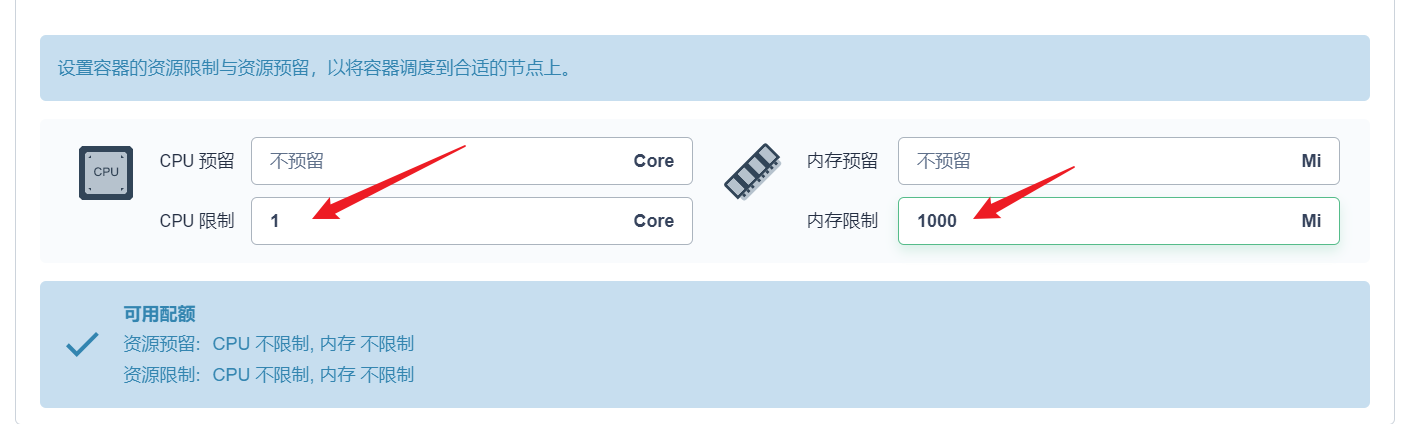 设置容器的资源限制与资源预留，以将容器调度到合适的节点上。
CPU
CPU 预留 不预留 Core 内存预留 不预留 Mi
CPU 限制 1 Core 内存限制 1000 Mi
可用配额
资源预留：CPU 不限制, 内存 不限制
资源限制：CPU 不限制, 内存 不限制